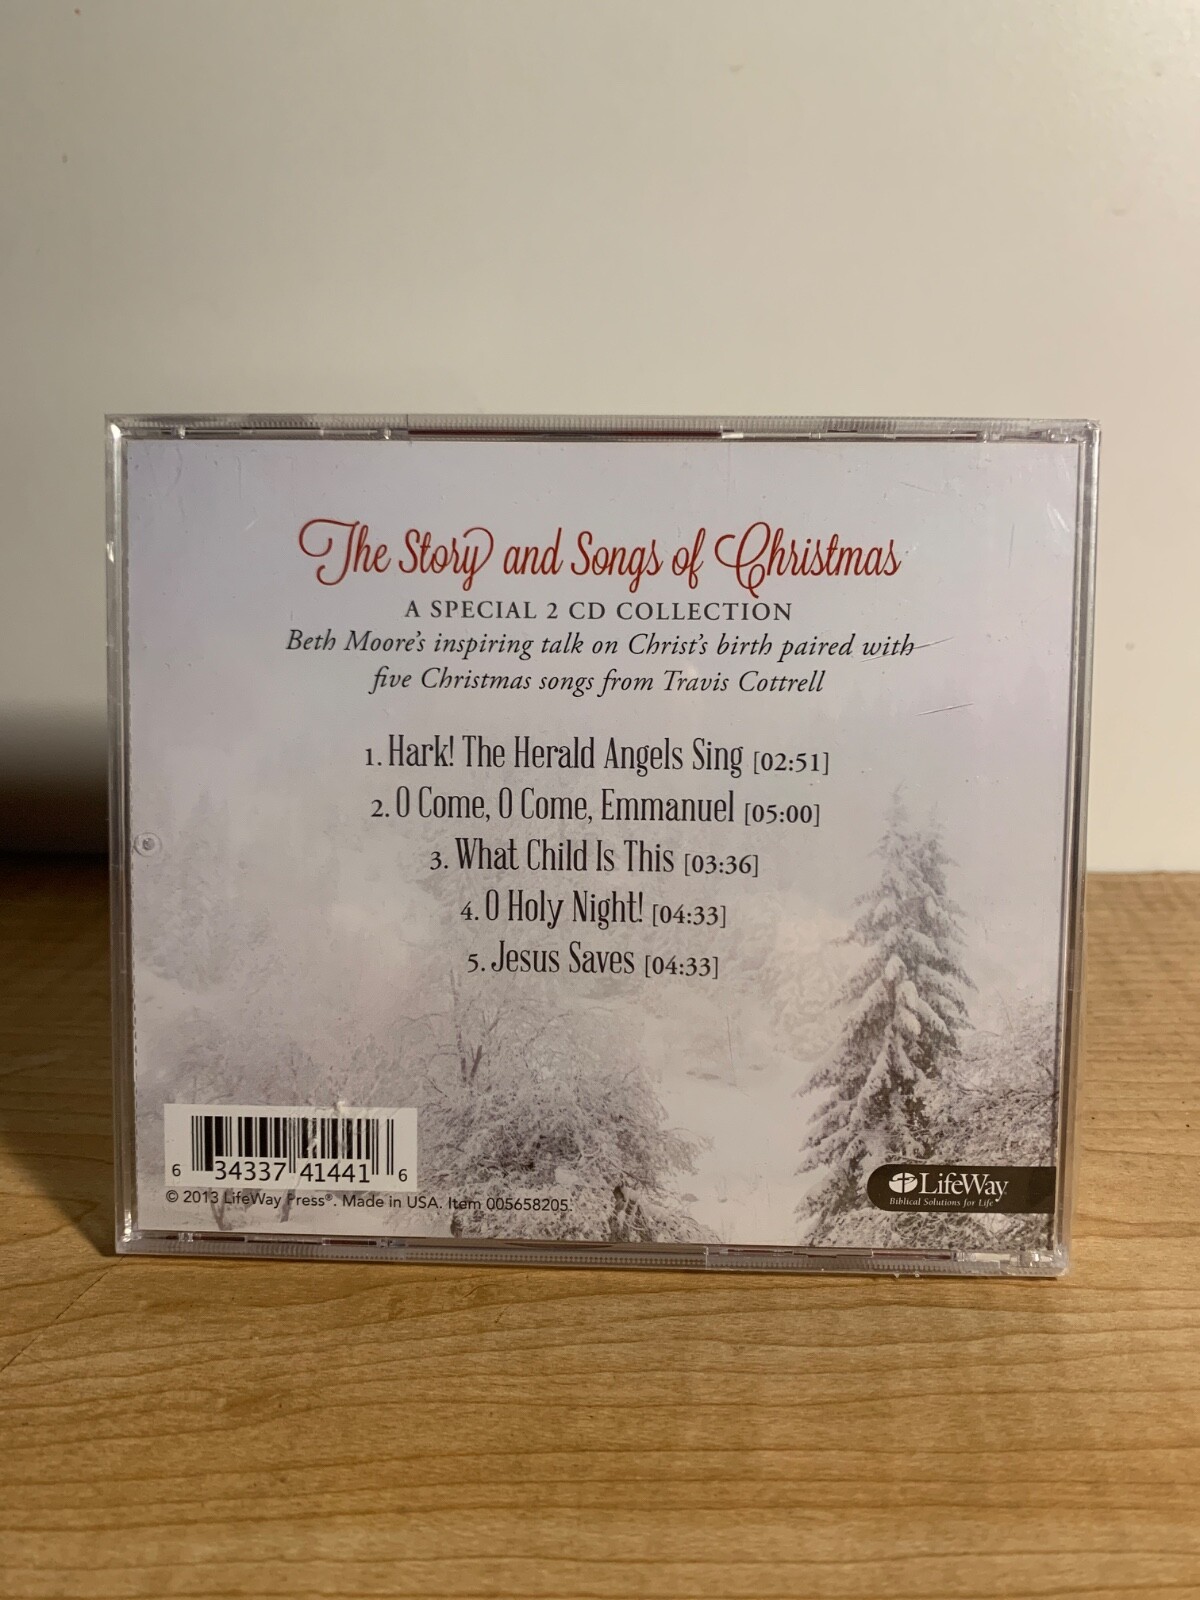 The Story and Songs of Christmas
A SPECIAL 2 CD COLLECTION
Beth Moore's inspiring talk on Christ's birth paired with
five Christmas songs from Travis Cottrell
1. Hark! The Herald Angels Sing [02:51]
2. O Come, O Come, Emmanuel [05:00]
3. What Child Is This [03:36]
4. O Holy Night! [04:33]
5. Jesus Saves [04:33]
6 34337 41441 6
© 2013 LifeWay Press®. Made in USA. Item 005658205.
LifeWay
Biblical Solutions for Life